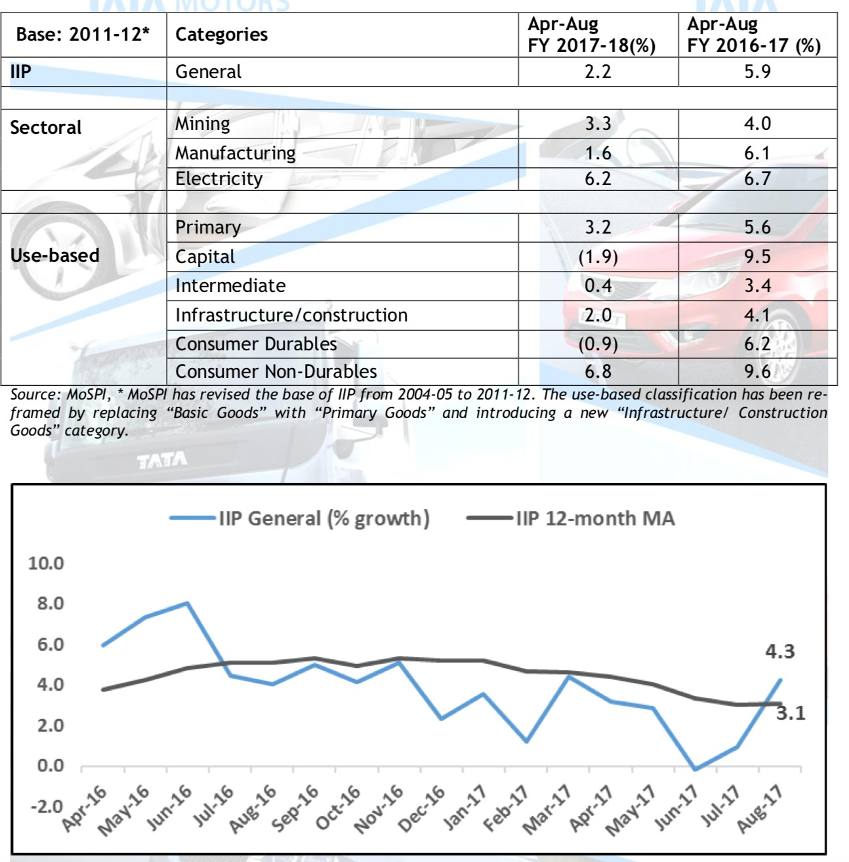 TATA MOTORS
Base: 2011-12* Categories Apr-Aug FY 2017-18(%) Apr-Aug FY 2016-17 (%)
IIP General 2.2 5.9
Sectoral Mining 3.3 4.0
Manufacturing 1.6 6.1
Electricity 6.2 6.7
Primary 3.2 5.6
Use-based Capital (1.9) 9.5
Intermediate 0.4 3.4
Infrastructure/construction 2.0 4.1
Consumer Durables (0.9) 6.2
Consumer Non-Durables 6.8 9.6
Source: MoSPI, * MoSPI has revised the base of IIP from 2004-05 to 2011-12. The use-based classification has been re-
framed by replacing “Basic Goods” with “Primary Goods” and introducing a new “Infrastructure/ Construction
Goods” category.
TATA
IIP General (% growth) IIP 12-month MA
10.0
8.0
6.0
4.0
2.0
0.0
-2.0
4.3
3.1
Apr-16 May-16 Jun-16 Jul-16 Aug-16 Sep-16 Oct-16 Nov-16 Dec-16 Jan-17 Feb-17 Mar-17 Apr-17 May-17 Jun-17 Jul-17 Aug-17